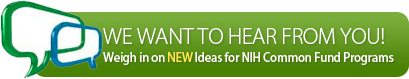 WE WANT TO HEAR FROM YOU!
Weigh in on NEW Ideas for NIH Common Fund Programs